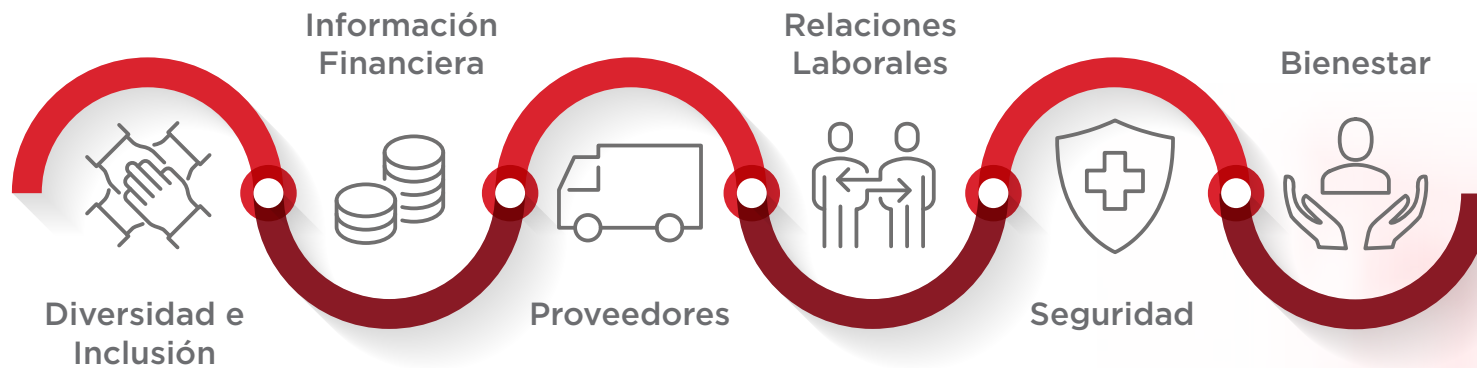 Diversidad e
Inclusión
Información
Financiera
Proveedores
Relaciones
Laborales
Seguridad
Bienestar